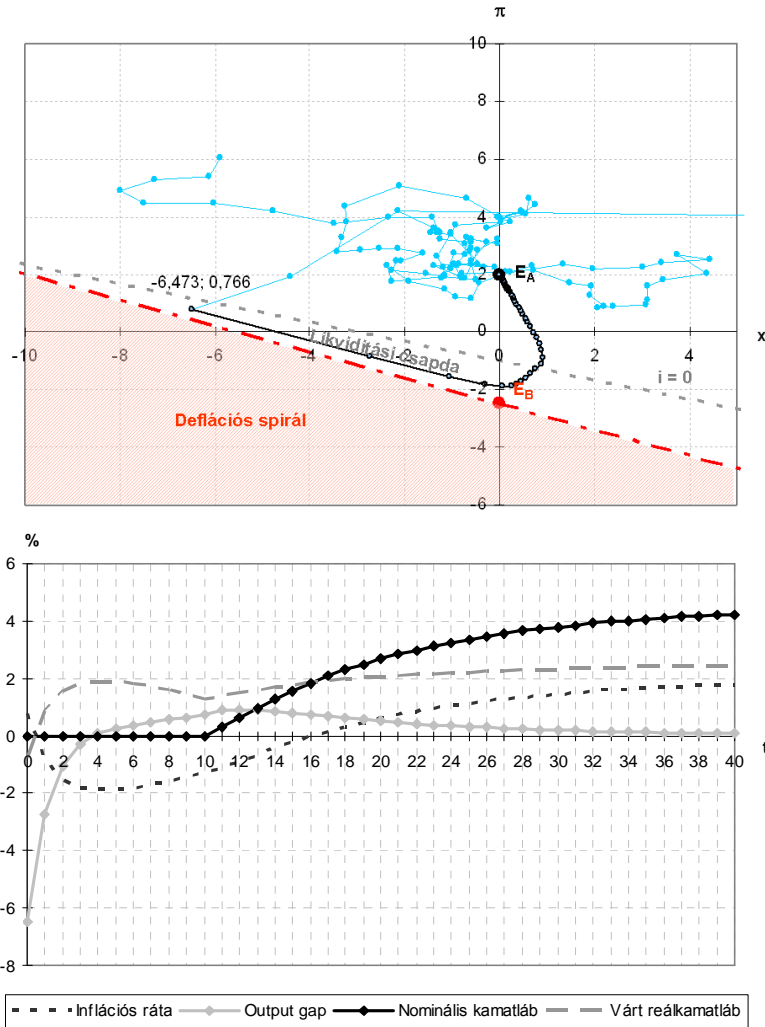 π
10
8
6
4
2
0
-2
-4
-6
-10 -8 -6 -4 -2 0 2 4 x
-6,473; 0,766
E_A
Likviditási csapda
i = 0
E_B
Deflációs spirál
%
6
4
2
0
-2
-4
-6
-8
0 2 4 6 8 10 12 14 16 18 20 22 24 26 28 30 32 34 36 38 40
t
Inflációs ráta Output gap Nominális kamatláb Várt reálkamatláb